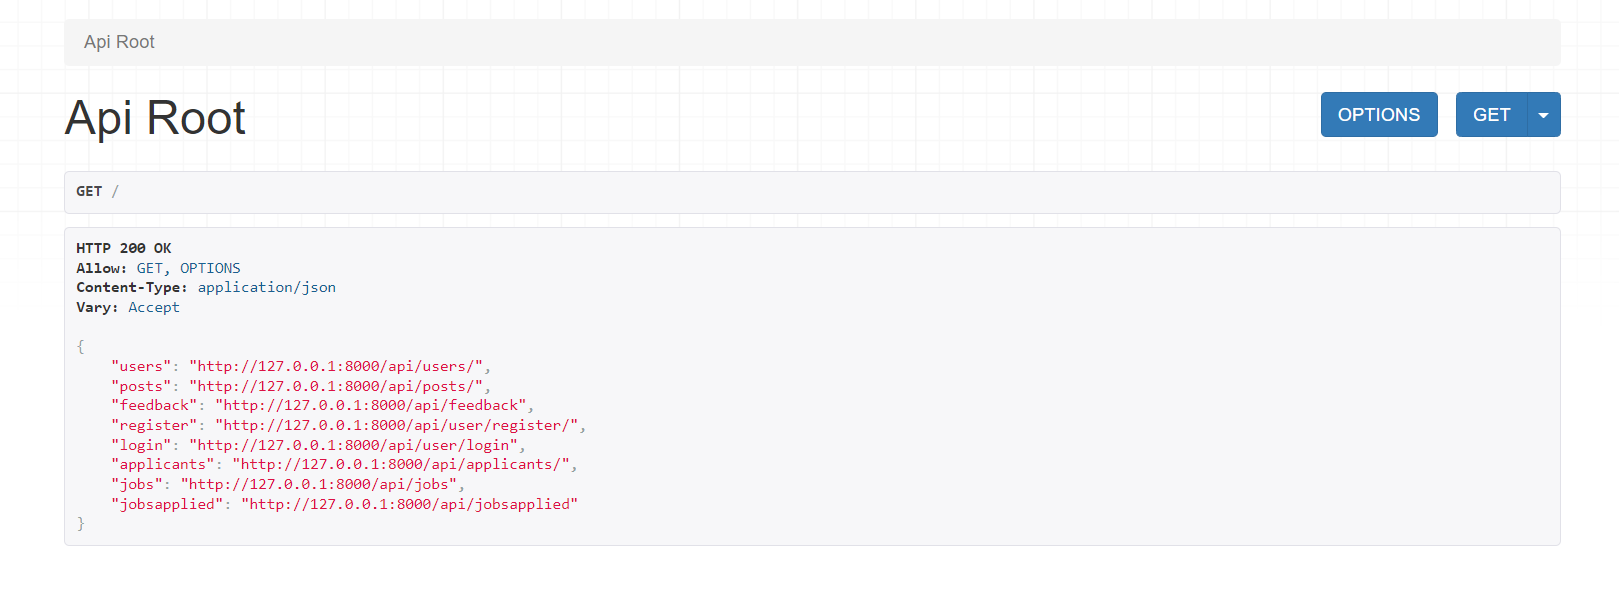 Api Root
Api Root
OPTIONS
GET
GET /
HTTP 200 OK
Allow: GET, OPTIONS
Content-Type: application/json
Vary: Accept
{
    "users": "http://127.0.0.1:8000/api/users/",
    "posts": "http://127.0.0.1:8000/api/posts/",
    "feedback": "http://127.0.0.1:8000/api/feedback",
    "register": "http://127.0.0.1:8000/api/user/register/",
    "login": "http://127.0.0.1:8000/api/user/login",
    "applicants": "http://127.0.0.1:8000/api/applicants/",
    "jobs": "http://127.0.0.1:8000/api/jobs",
    "jobsapplied": "http://127.0.0.1:8000/api/jobsapplied"
}